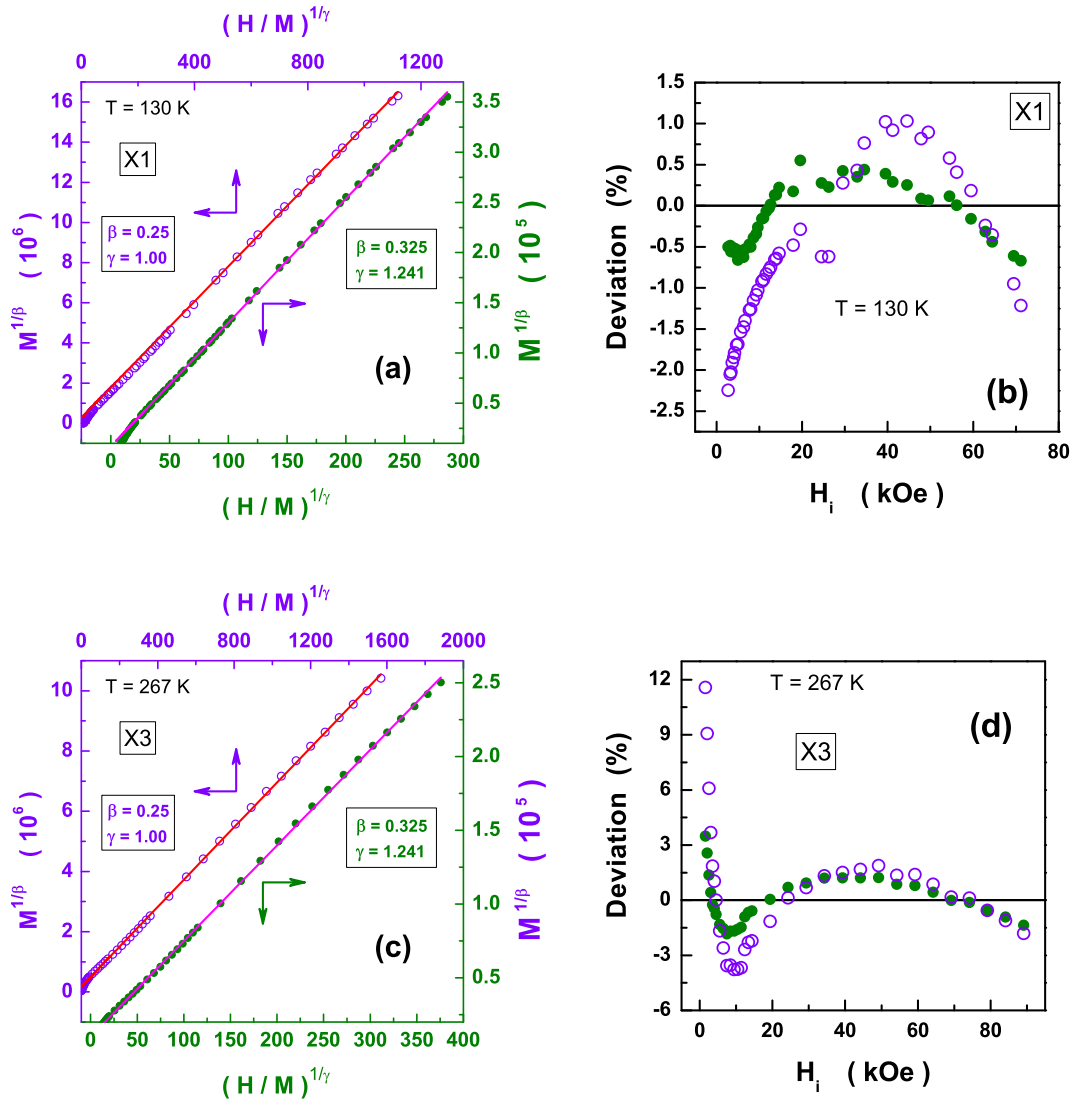 ( H / M )^{1/γ}
0 400 800 1200
16
14
12
10
8
6
4
2
0
M^{1/β} ( 10^6 )
T = 130 K
X1
β = 0.25
γ = 1.00
β = 0.325
γ = 1.241
(a)
3.5
3.0
2.5
2.0
1.5
1.0
0.5
M^{1/β} ( 10^5 )
0 50 100 150 200 250 300
( H / M )^{1/γ}
1.5
1.0
0.5
0.0
-0.5
-1.0
-1.5
-2.0
-2.5
Deviation (%)
X1
T = 130 K
(b)
0 20 40 60 80
H_i ( kOe )
( H / M )^{1/γ}
0 400 800 1200 1600 2000
10
8
6
4
2
0
M^{1/β} ( 10^6 )
T = 267 K
X3
β = 0.25
γ = 1.00
β = 0.325
γ = 1.241
(c)
2.5
2.0
1.5
1.0
0.5
M^{1/β} ( 10^5 )
0 50 100 150 200 250 300 350 400
( H / M )^{1/γ}
12
9
6
3
0
-3
-6
Deviation (%)
T = 267 K
X3
(d)
0 20 40 60 80
H_i ( kOe )